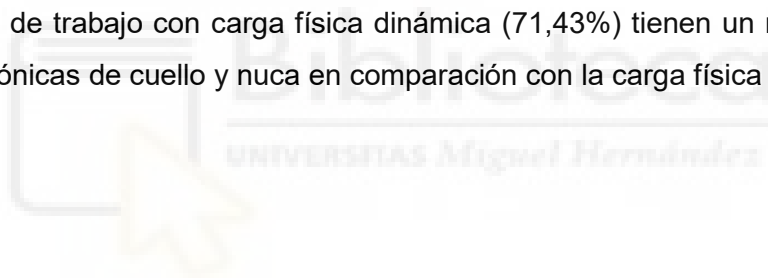 de trabajo con carga física dinámica (71,43%) tienen un
ónicas de cuello y nuca en comparación con la carga física
Biblioteca
UNIVERSITAS Miguel Hernández